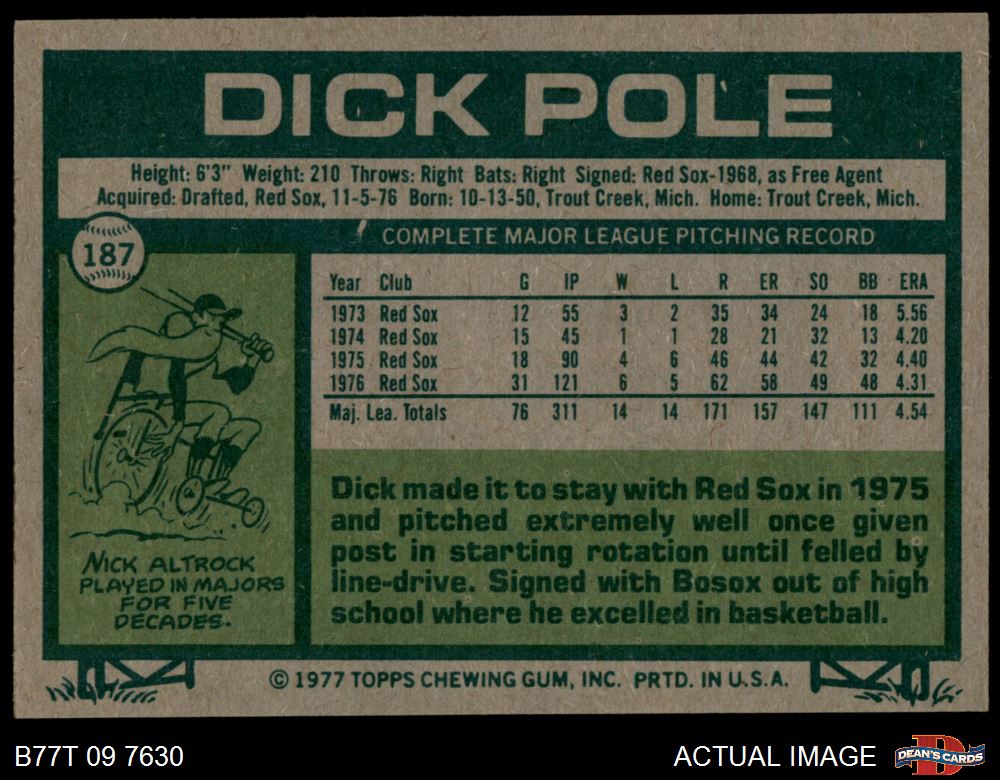 DICK POLE
Height: 6'3" Weight: 210 Throws: Right Bats: Right Signed: Red Sox-1968, as Free Agent
Acquired: Drafted, Red Sox, 11-5-76 Born: 10-13-50, Trout Creek, Mich. Home: Trout Creek, Mich.
187
COMPLETE MAJOR LEAGUE PITCHING RECORD
Year Club G IP W L R ER SO BB ERA
1973 Red Sox 12 55 3 2 35 34 24 18 5.56
1974 Red Sox 15 45 1 1 28 21 32 13 4.20
1975 Red Sox 18 90 4 6 46 44 42 32 4.40
1976 Red Sox 31 121 6 5 62 58 49 48 4.31
Maj. Lea. Totals 76 311 14 14 171 157 147 111 4.54
NICK ALTROCK
PLAYED IN MAJORS
FOR FIVE
DECADES.
Dick made it to stay with Red Sox in 1975
and pitched extremely well once given
post in starting rotation until felled by
line-drive. Signed with Bosox out of high
school where he excelled in basketball.
© 1977 TOPPS CHEWING GUM, INC. PRTD. IN U.S.A.
B77T 09 7630
ACTUAL IMAGE
DEAN'S CARDS